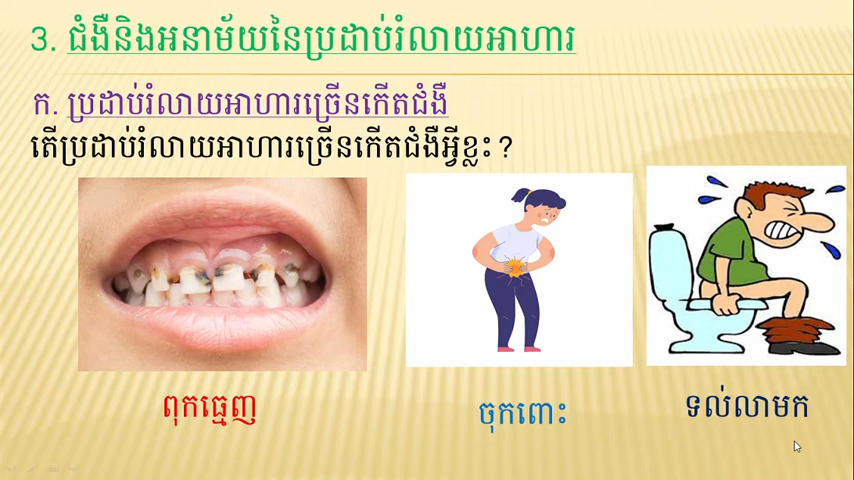 3. ជំងឺនិងអនាម័យនៃប្រដាប់រំលាយអាហារ
ក. ប្រដាប់រំលាយអាហារច្រើនកើតជំងឺ
តើប្រដាប់រំលាយអាហារច្រើនកើតជំងឺអ្វីខ្លះ ?
ពុកធ្មេញ
ចុកពោះ
ទល់លាមក